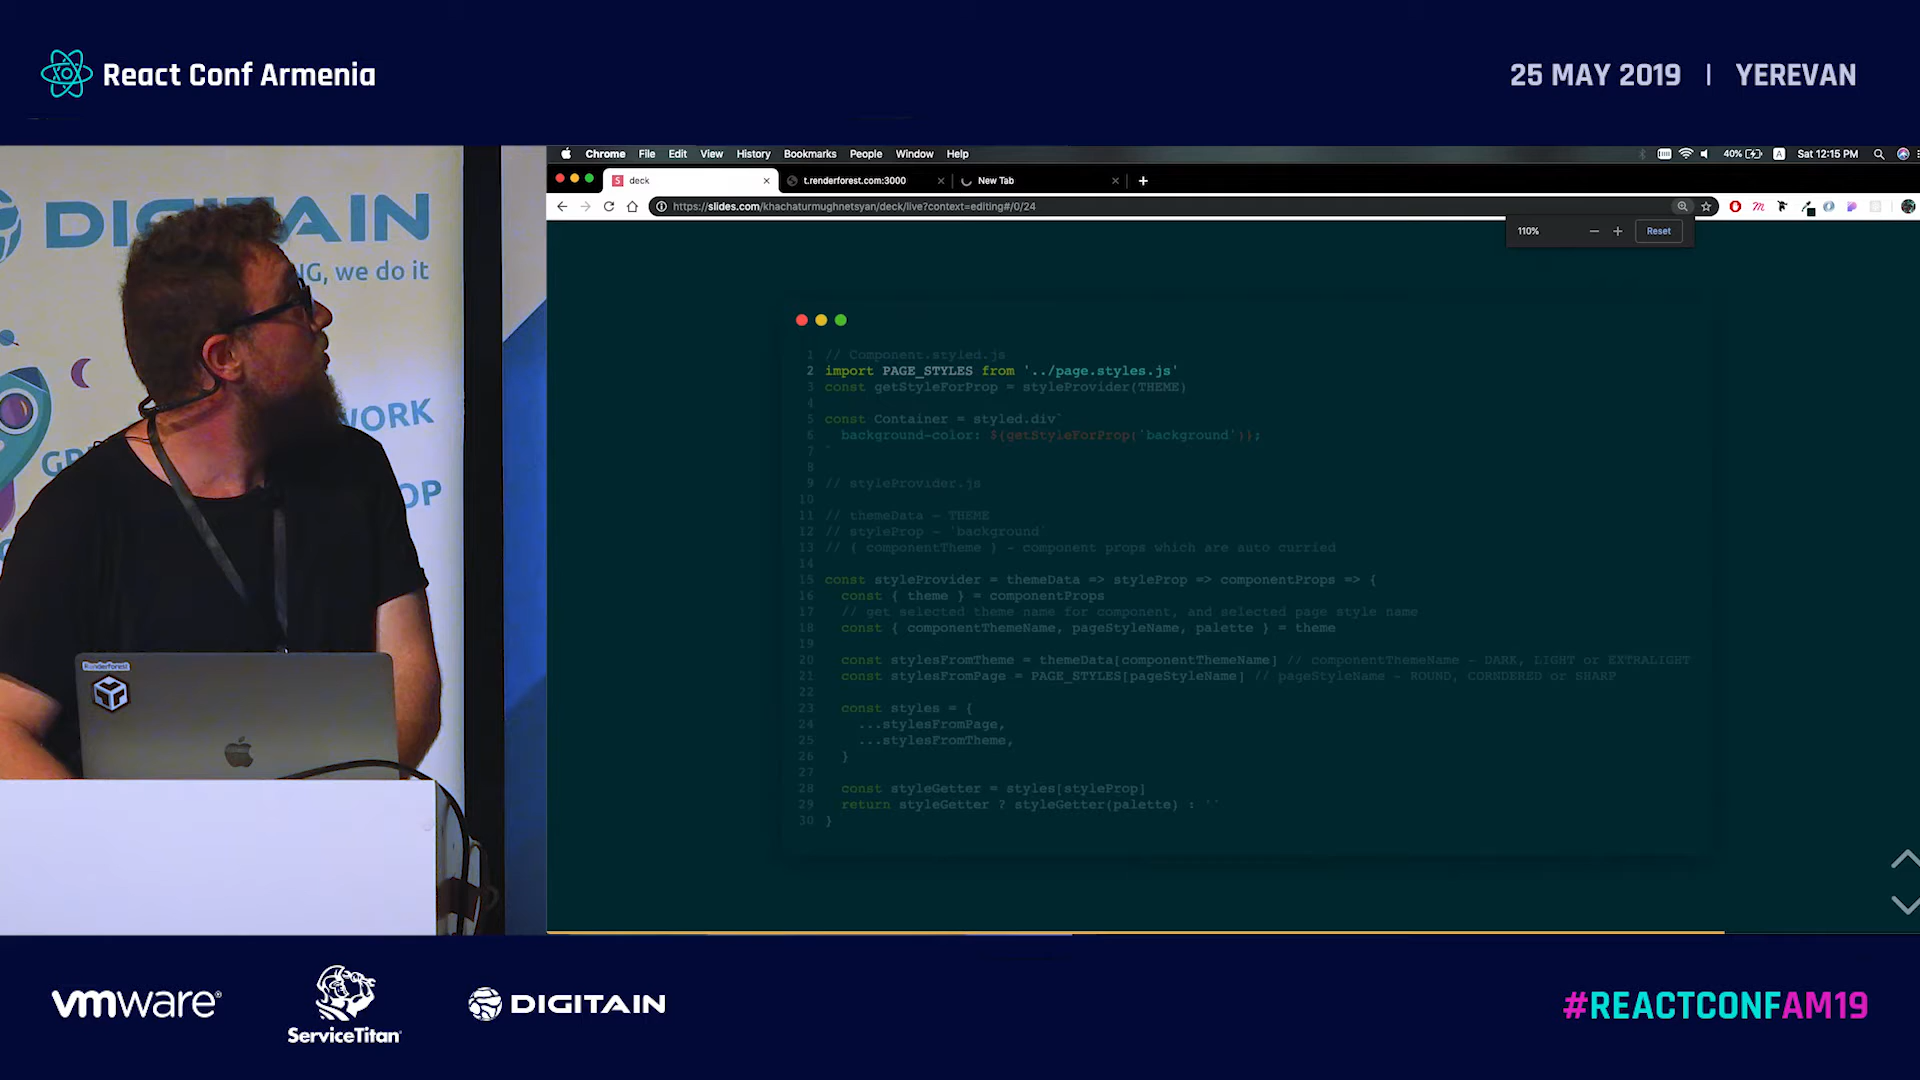 React Conf Armenia
25 MAY 2019 | YEREVAN
DIGITAIN
NG, we do it
WORK
OP
Renderforest
Chrome File Edit View History Bookmarks People Window Help
40% A Sat 12:15 PM
deck
t.renderforest.com:3000
New Tab
https://slides.com/khachaturmughnetsyan/deck/live?context=editing#/0/24
110% − + Reset
1 // Component.styled.js
2 import PAGE_STYLES from '../page.styles.js'
3 const getStyleForProp = styleProvider(THEME)
4
5 const Container = styled.div`
6 background-color: ${getStyleForProp('background')};
7 `
8
9 // styleProvider.js
10
11 // themeData - THEME
12 // styleProp - `background`
13 // { componentTheme } - component props which are auto curried
14
15 const styleProvider = themeData => styleProp => componentProps => {
16 const { theme } = componentProps
17 // get selected theme name for component, and selected page style name
18 const { componentThemeName, pageStyleName, palette } = theme
19
20 const stylesFromTheme = themeData[componentThemeName] // componentThemeName - DARK, LIGHT or EXTRALIGHT
21 const stylesFromPage = PAGE_STYLES[pageStyleName] // pageStyleName - ROUND, CORNDERED or SHARP
22
23 const styles = {
24 ...stylesFromPage,
25 ...stylesFromTheme,
26 }
27
28 const styleGetter = styles[styleProp]
29 return styleGetter ? styleGetter(palette) : ''
30 }
vmware®
ServiceTitan
DIGITAIN
#REACTCONFAM19